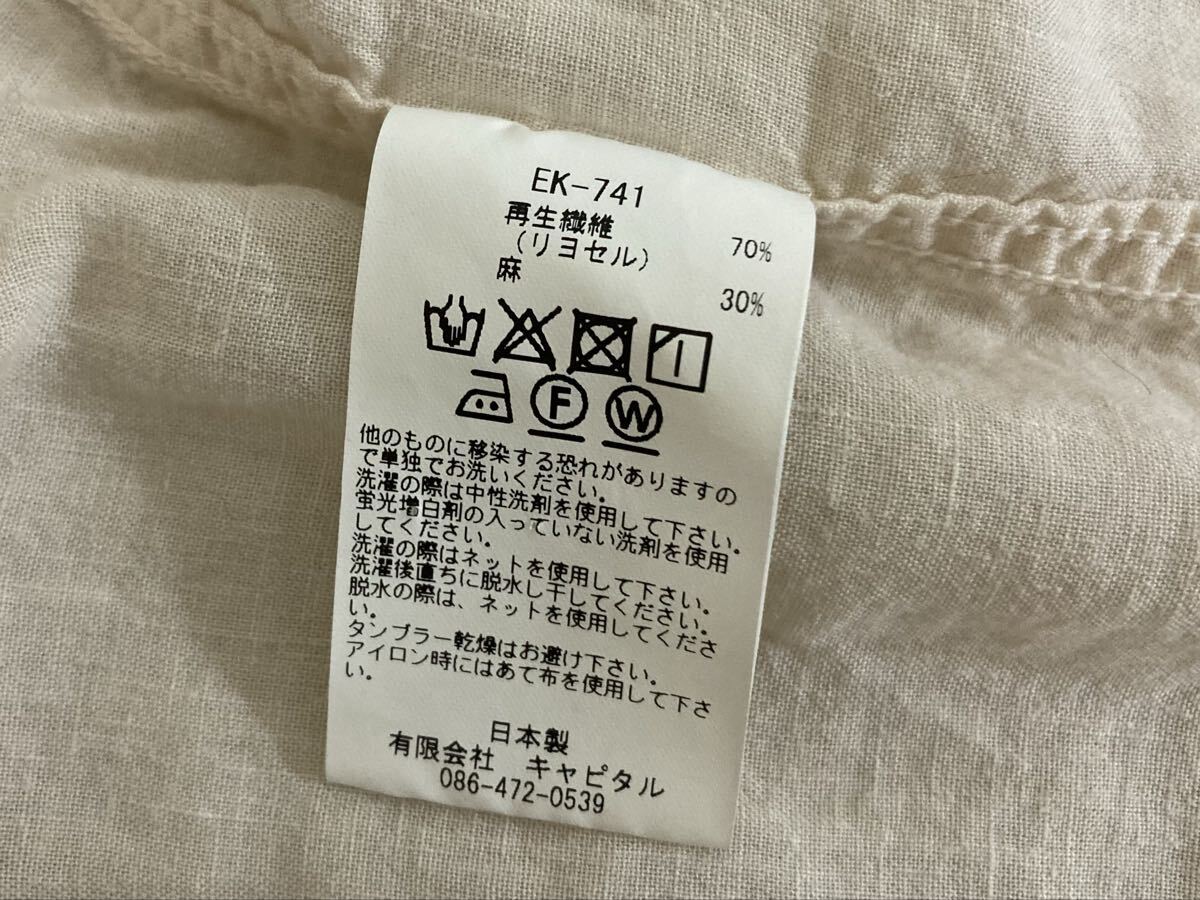 EK-741
再生繊維
(リヨセル) 70%
麻 30%
F W
他のものに移染する恐れがありますの
で単独でお洗いください。
洗濯の際は中性洗剤を使用して下さい。
蛍光増白剤の入っていない洗剤を使用
してください。
洗濯の際はネットを使用して下さい。
洗濯後直ちに脱水し干してください。
脱水の際は、ネットを使用してくださ
い。
タンブラー乾燥はお避け下さい。
アイロン時にはあて布を使用して下さ
い。
日本製
有限会社 キャピタル
086-472-0539